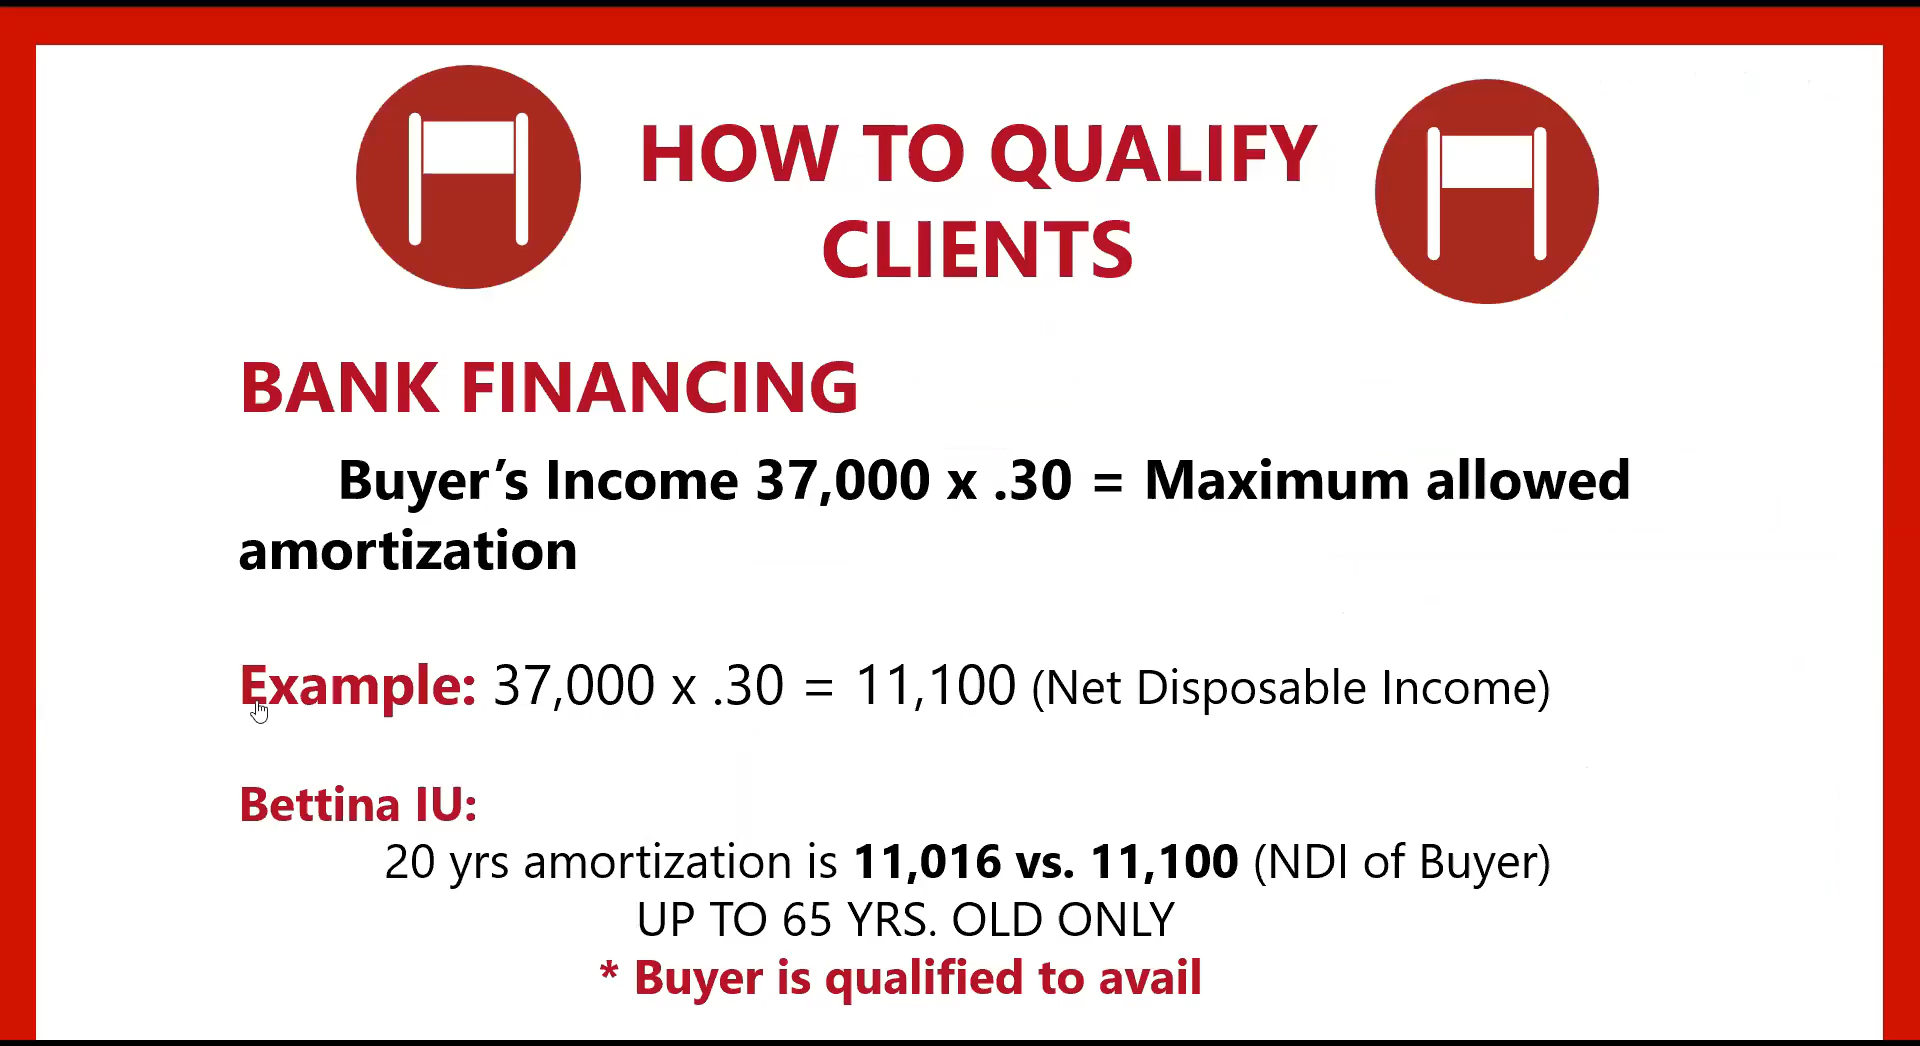 HOW TO QUALIFY
CLIENTS
BANK FINANCING
Buyer’s Income 37,000 x .30 = Maximum allowed
amortization
Example: 37,000 x .30 = 11,100 (Net Disposable Income)
Bettina IU:
20 yrs amortization is 11,016 vs. 11,100 (NDI of Buyer)
UP TO 65 YRS. OLD ONLY
* Buyer is qualified to avail